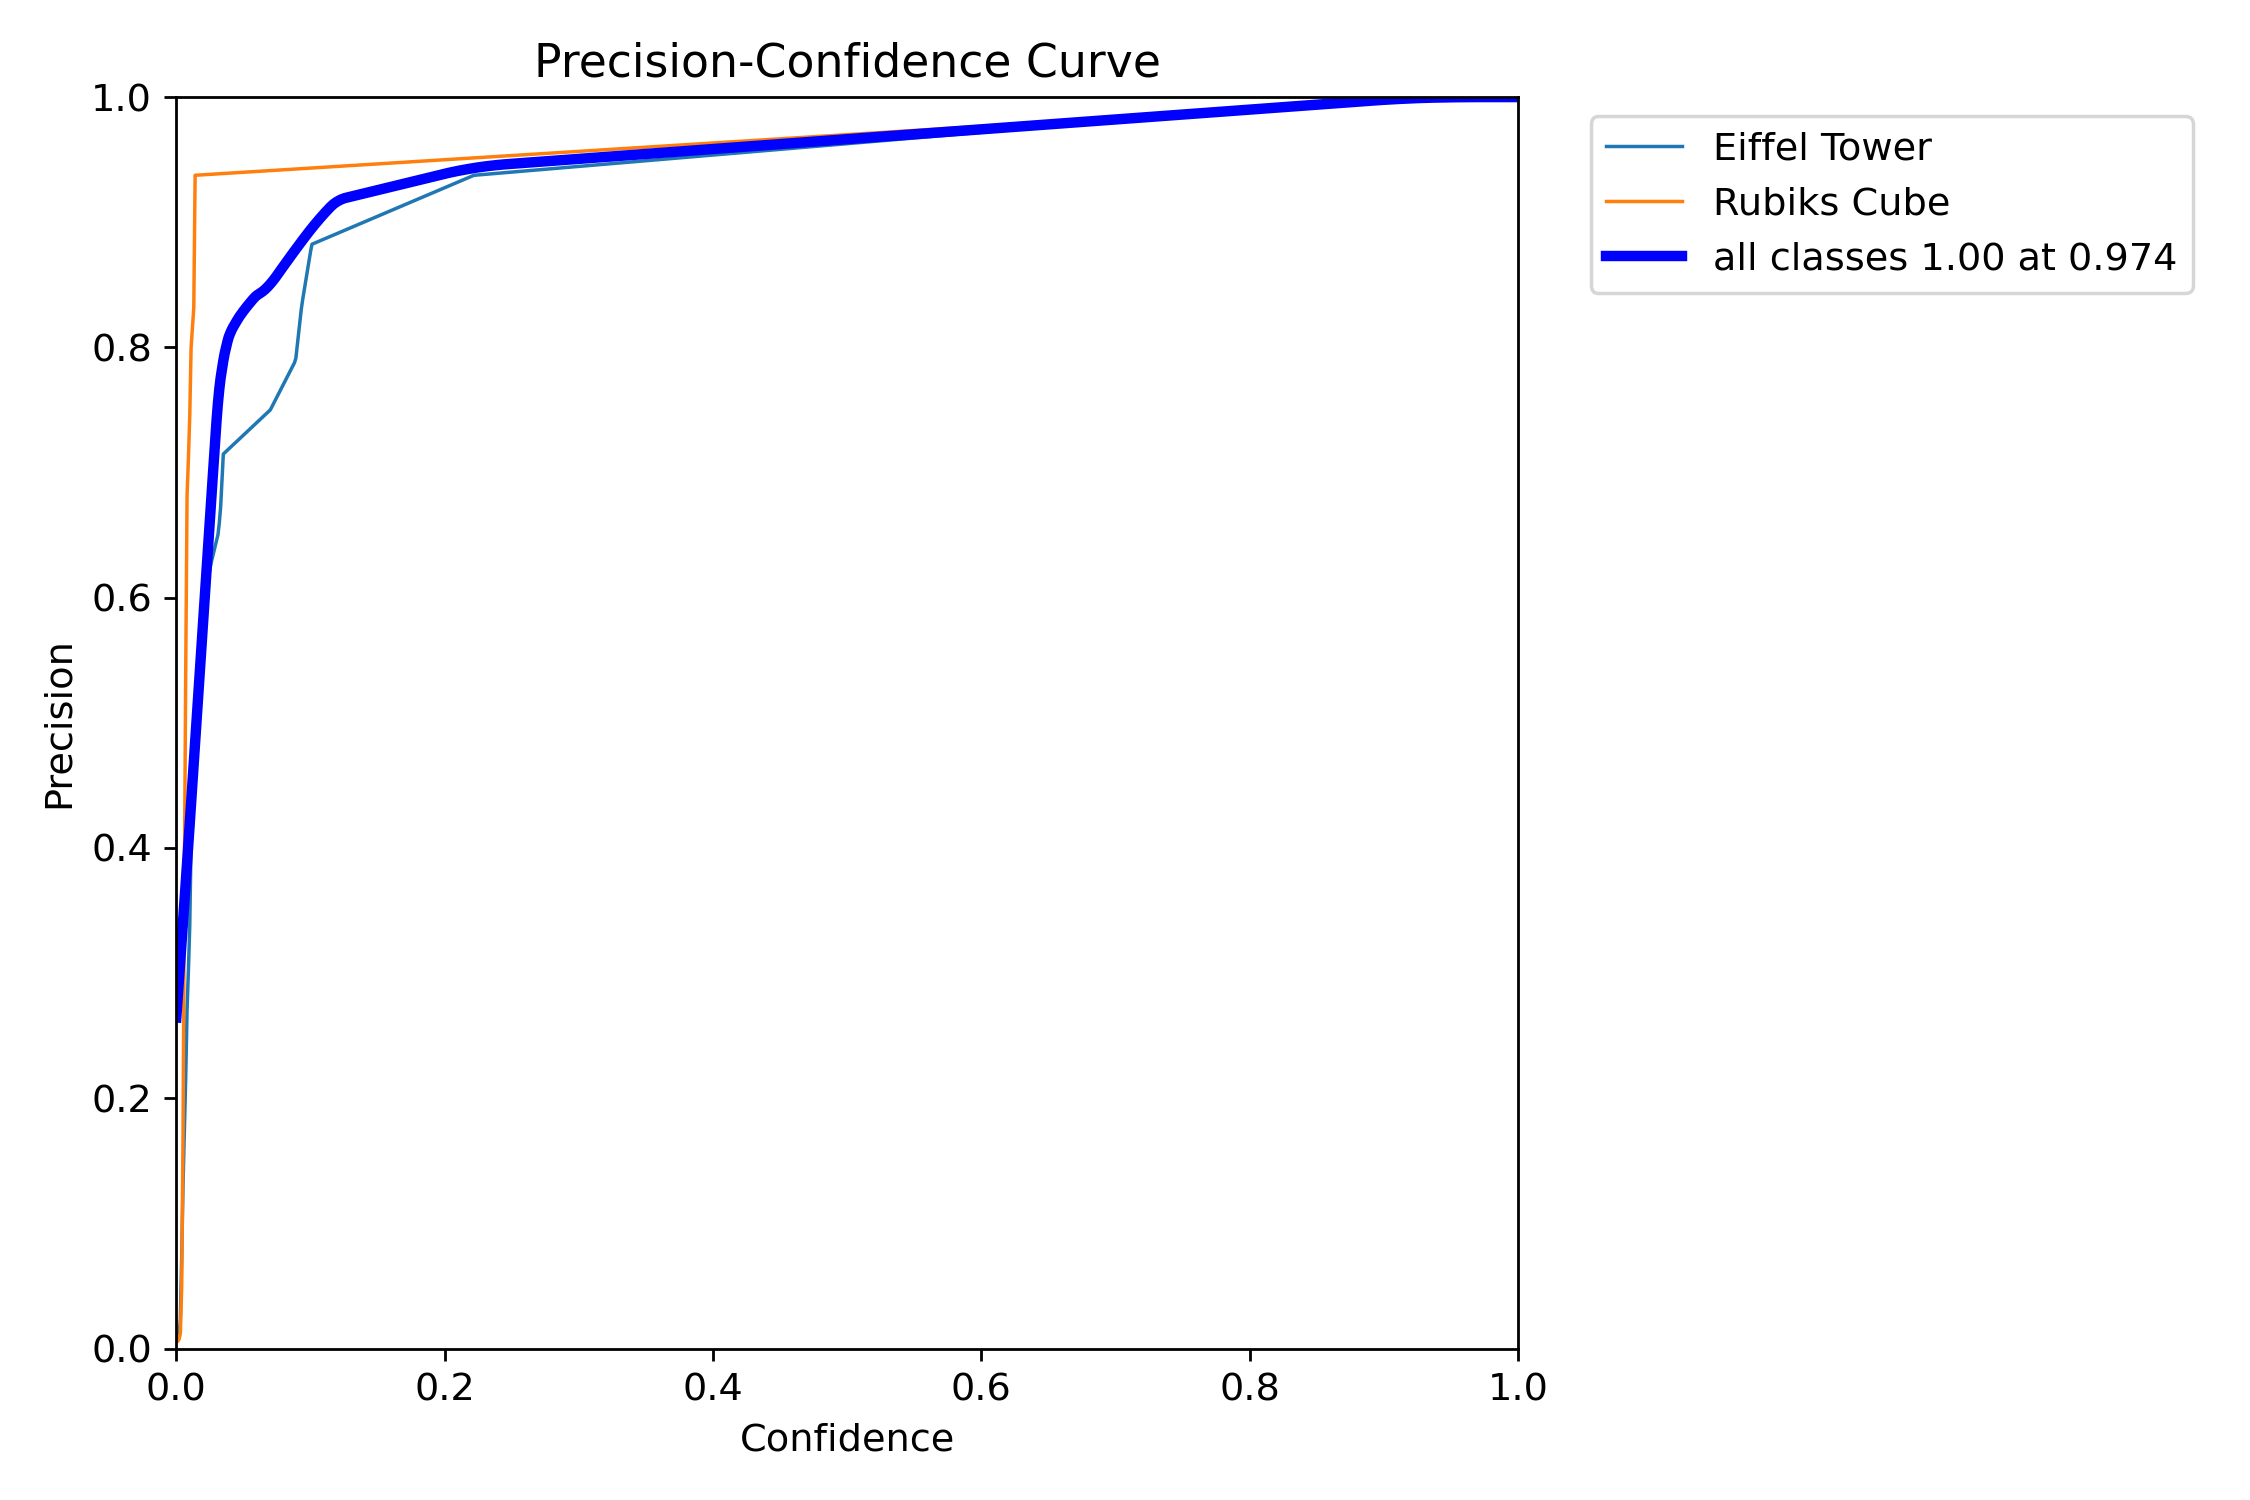 Precision-Confidence Curve
1.0
0.8
0.6
0.4
0.2
0.0
Precision
0.0 0.2 0.4 0.6 0.8 1.0
Confidence
Eiffel Tower
Rubiks Cube
all classes 1.00 at 0.974